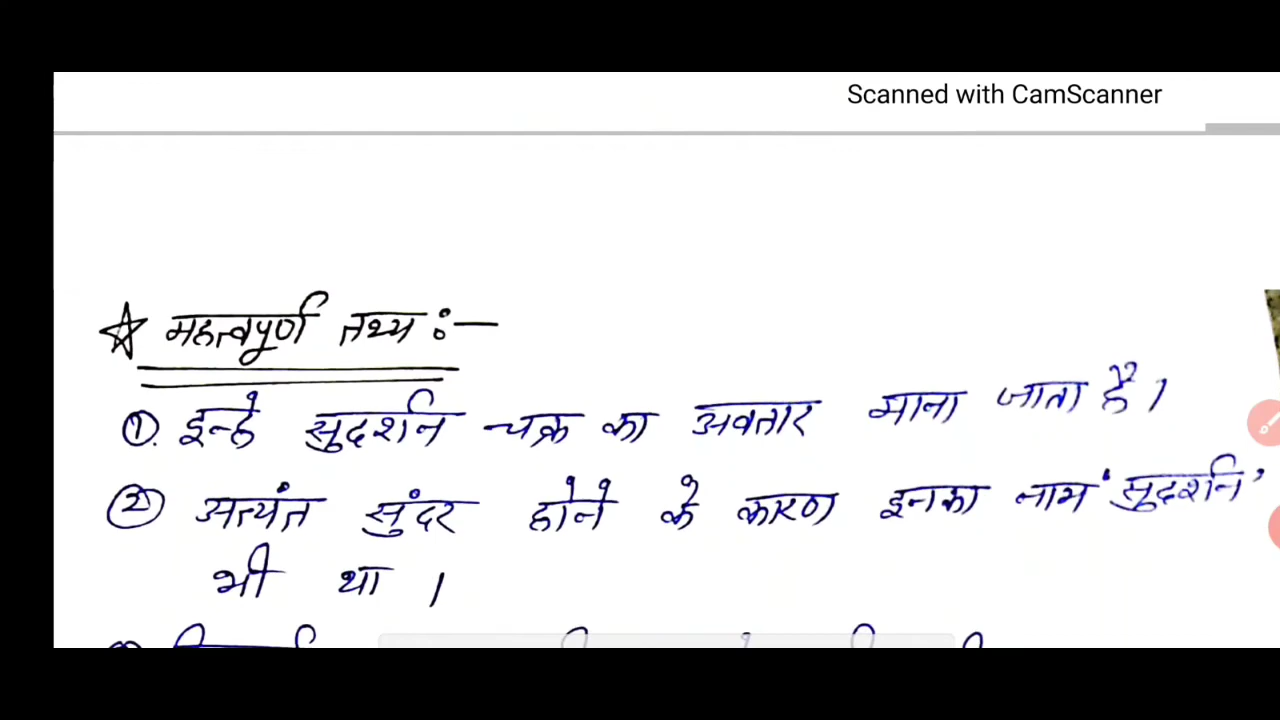 Scanned with CamScanner
☆ महत्वपूर्ण तथ्य :—
①. इन्हे सुदर्शन चक्र का अवतार माना जाता है।
② अत्यंत सुंदर होने के कारण इनका नाम 'सुदर्शन'
भी था।